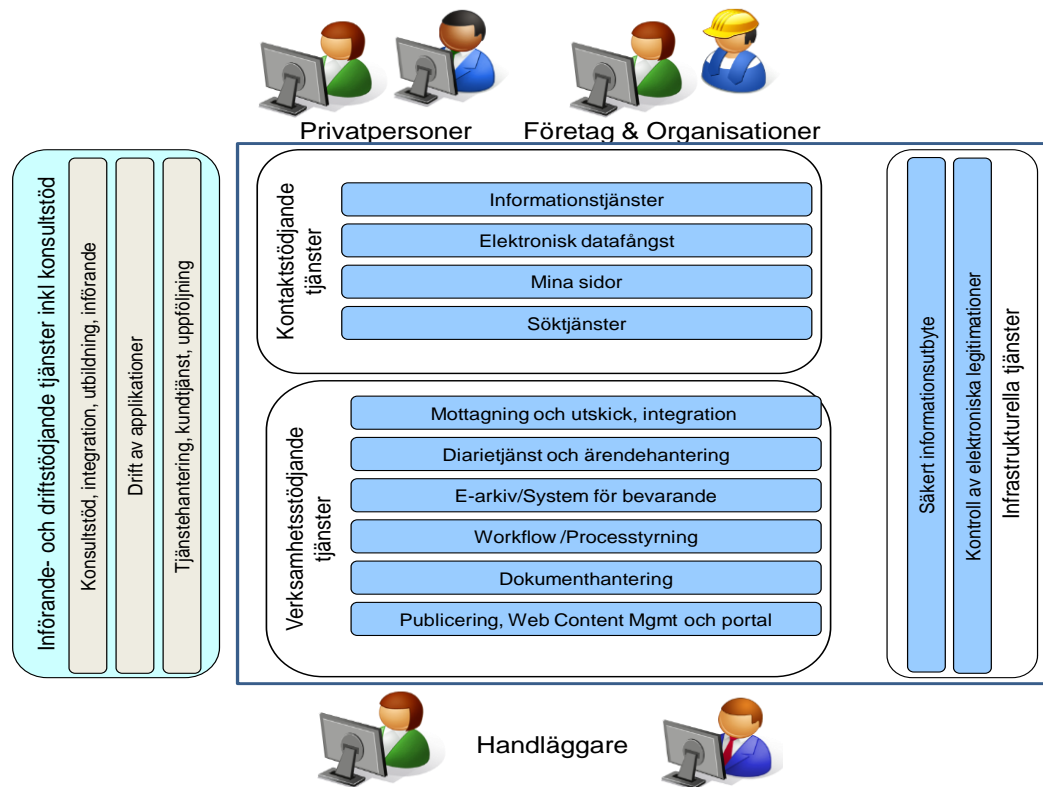 Privatpersoner
Företag & Organisationer
Införande- och driftstödjande tjänster inkl konsultstöd
Konsultstöd, integration, utbildning, införande
Drift av applikationer
Tjänstehantering, kundtjänst, uppföljning
Kontaktstödjande
tjänster
Informationstjänster
Elektronisk datafångst
Mina sidor
Söktjänster
Verksamhetsstödjande
tjänster
Mottagning och utskick, integration
Diarietjänst och ärendehantering
E-arkiv/System för bevarande
Workflow /Processtyrning
Dokumenthantering
Publicering, Web Content Mgmt och portal
Säkert informationsutbyte
Kontroll av elektroniska legitimationer
Infrastrukturella tjänster
Handläggare